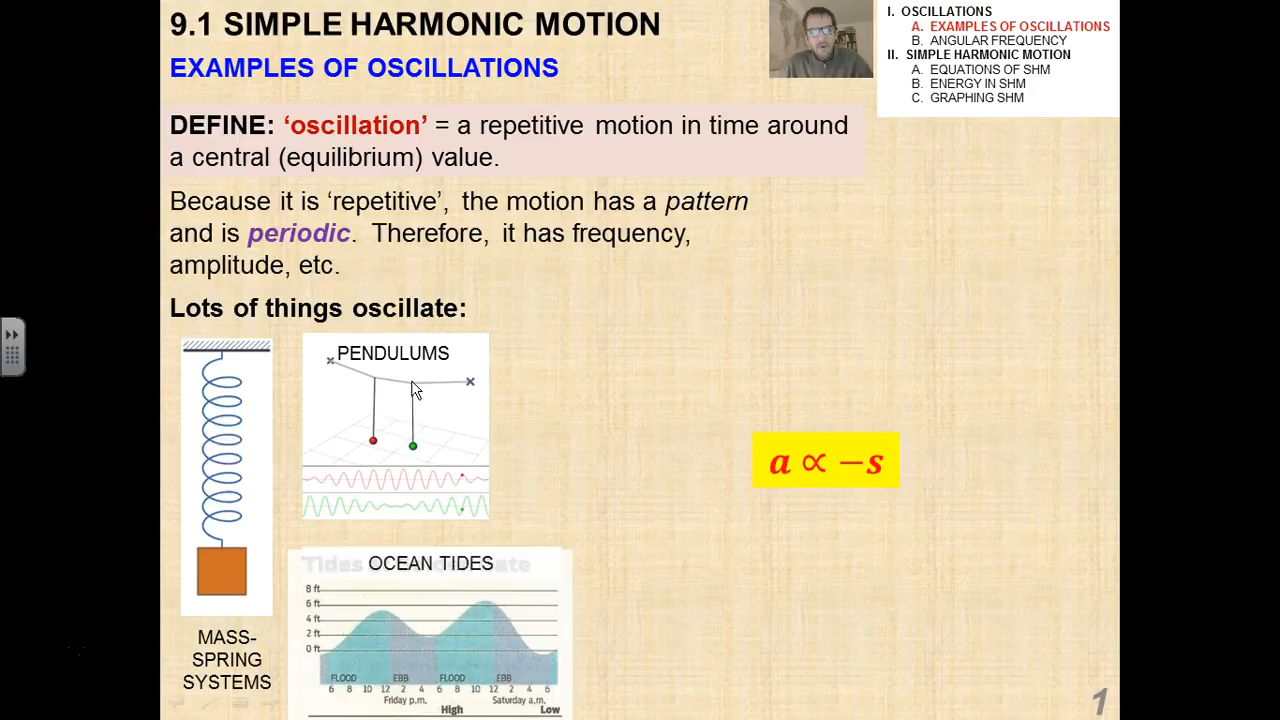 9.1 SIMPLE HARMONIC MOTION
EXAMPLES OF OSCILLATIONS
I. OSCILLATIONS
A. EXAMPLES OF OSCILLATIONS
B. ANGULAR FREQUENCY
II. SIMPLE HARMONIC MOTION
A. EQUATIONS OF SHM
B. ENERGY IN SHM
C. GRAPHING SHM
DEFINE: ‘oscillation’ = a repetitive motion in time around
a central (equilibrium) value.
Because it is ‘repetitive’, the motion has a pattern
and is periodic. Therefore, it has frequency,
amplitude, etc.
Lots of things oscillate:
PENDULUMS
a ∝ −s
MASS-
SPRING
SYSTEMS
OCEAN TIDES
8 ft
6 ft
4 ft
2 ft
0 ft
FLOOD EBB FLOOD EBB
6 8 10 12 2 4 6 8 10 12 2 4 6
Friday p.m. Saturday a.m.
High Low
1